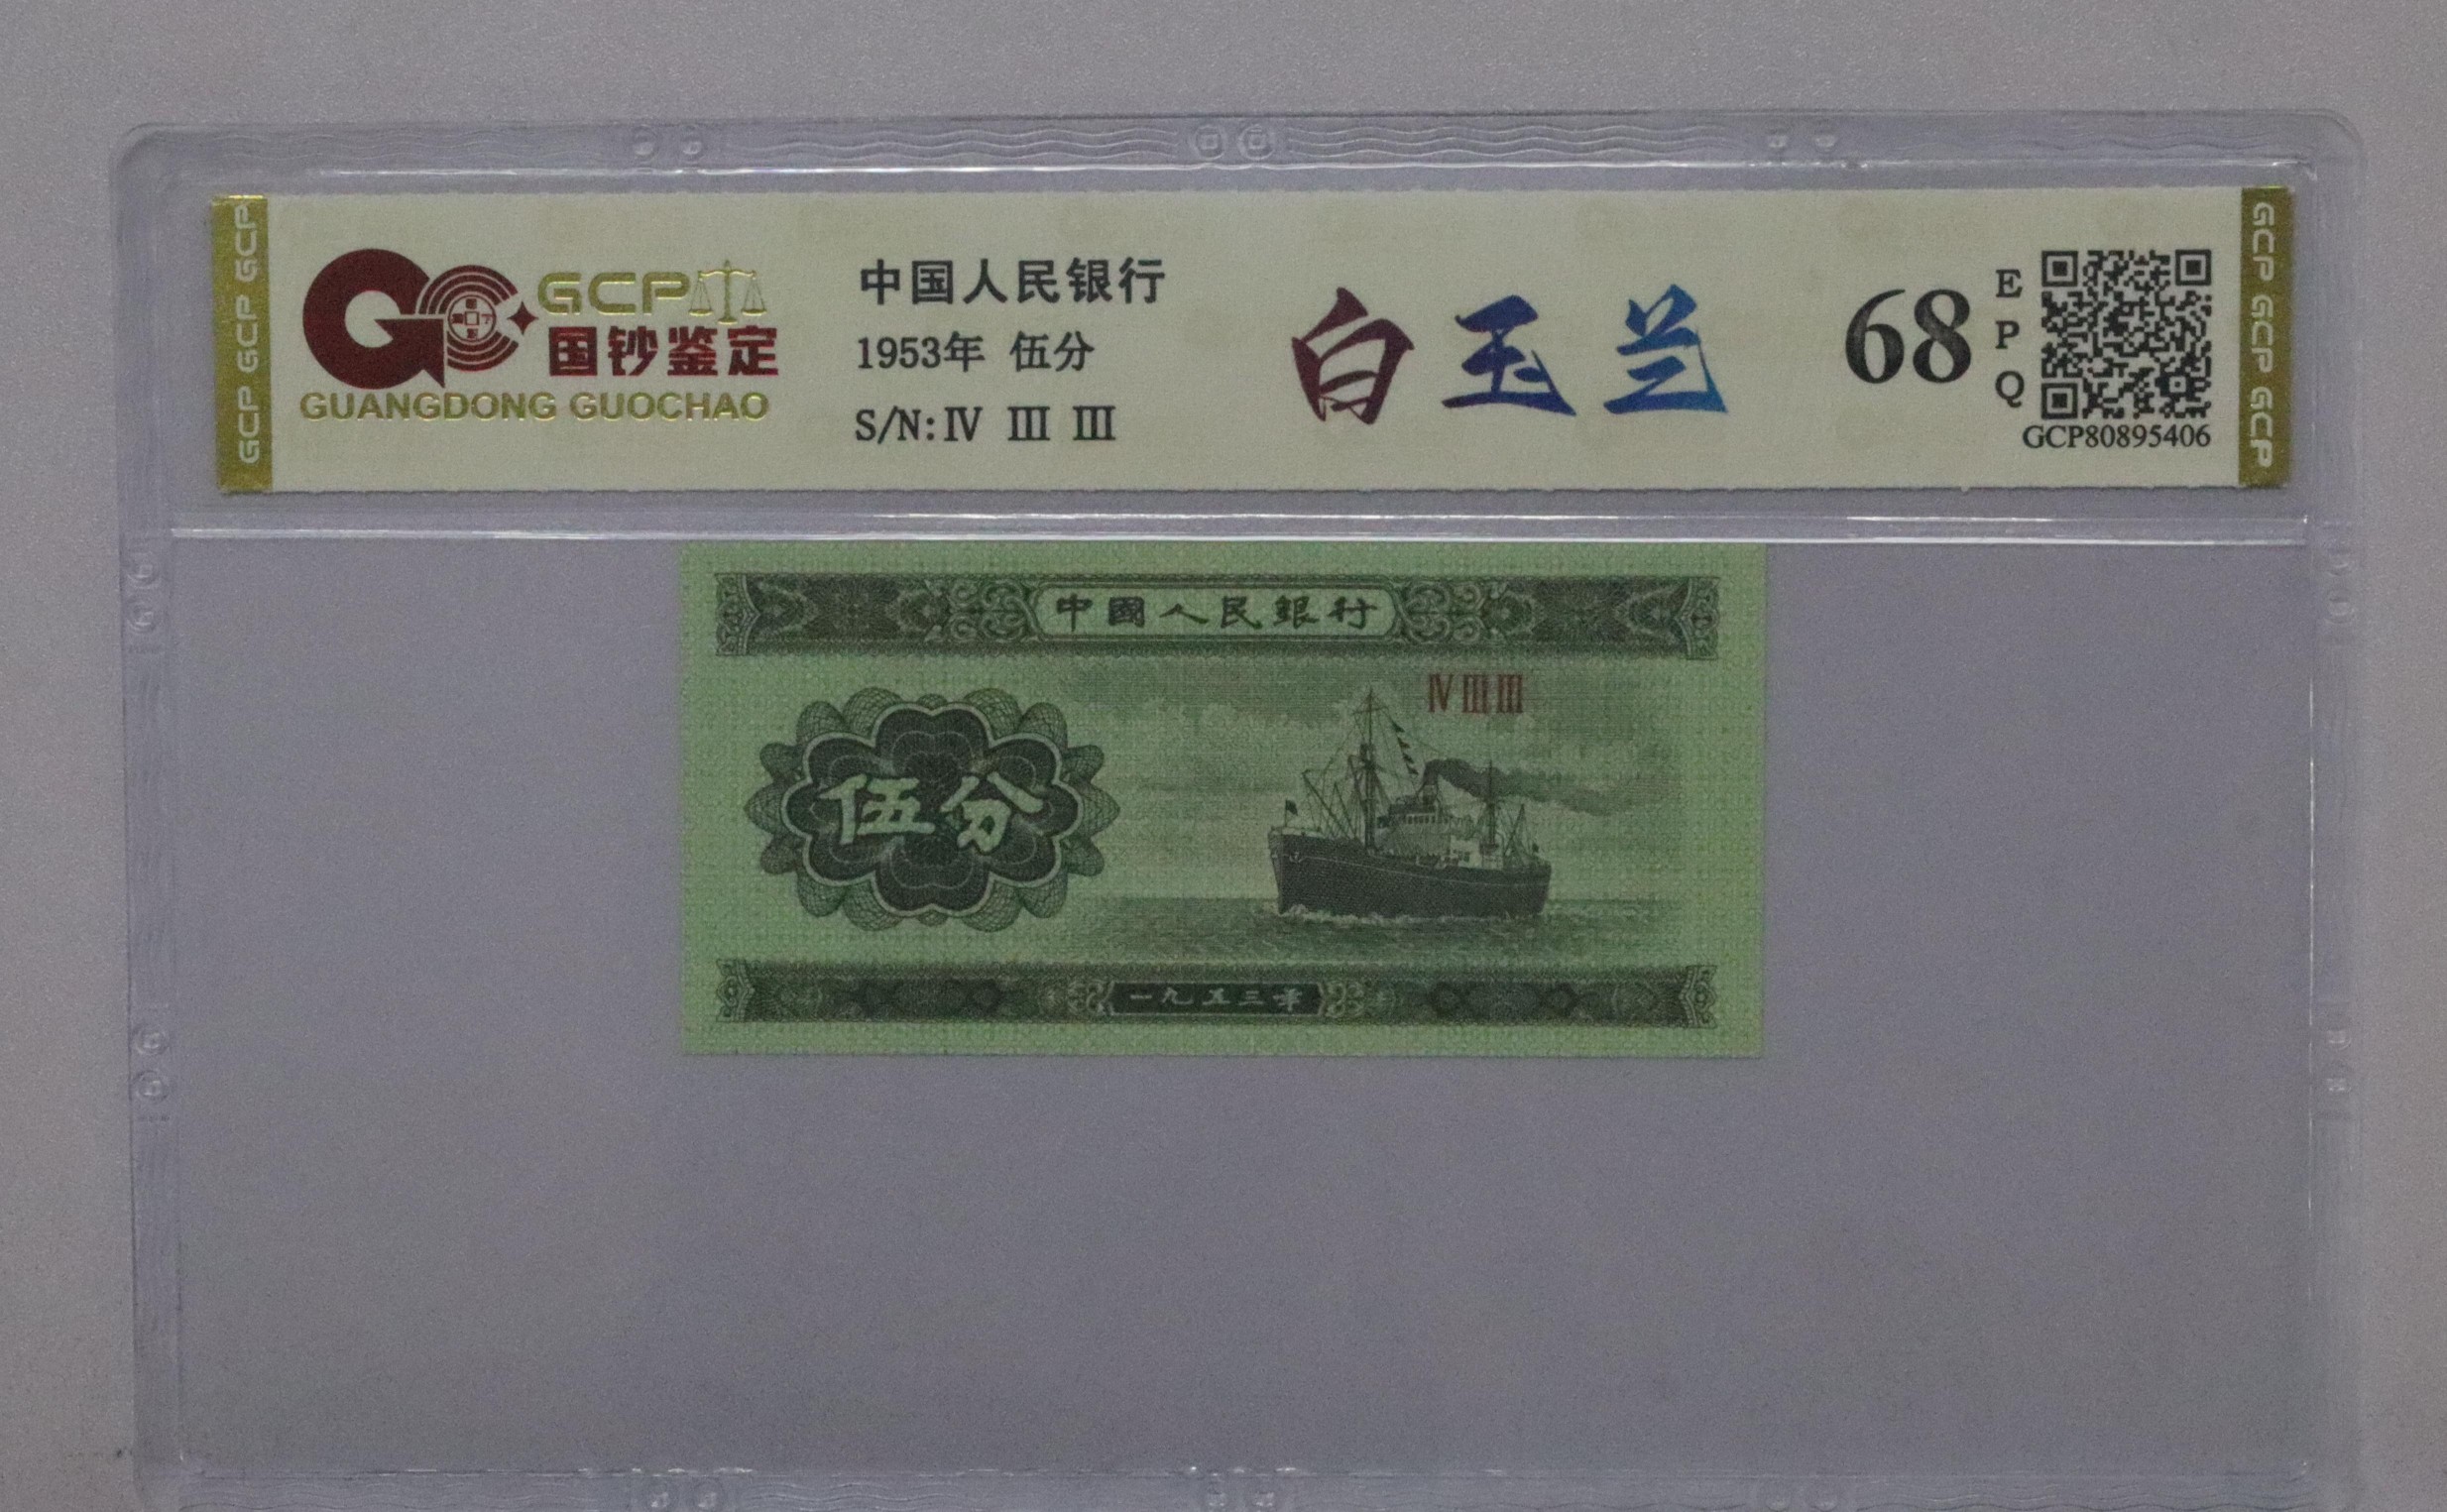 GCP GCP GCP
GCP
国钞鉴定
GUANGDONG GUOCHAO
中国人民银行
1953年 伍分
S/N:Ⅳ Ⅲ Ⅲ
白玉兰
68
E
P
Q
GCP80895406
GCP GCP GCP
中國人民銀行
Ⅳ Ⅲ Ⅲ
伍分
一九五三年